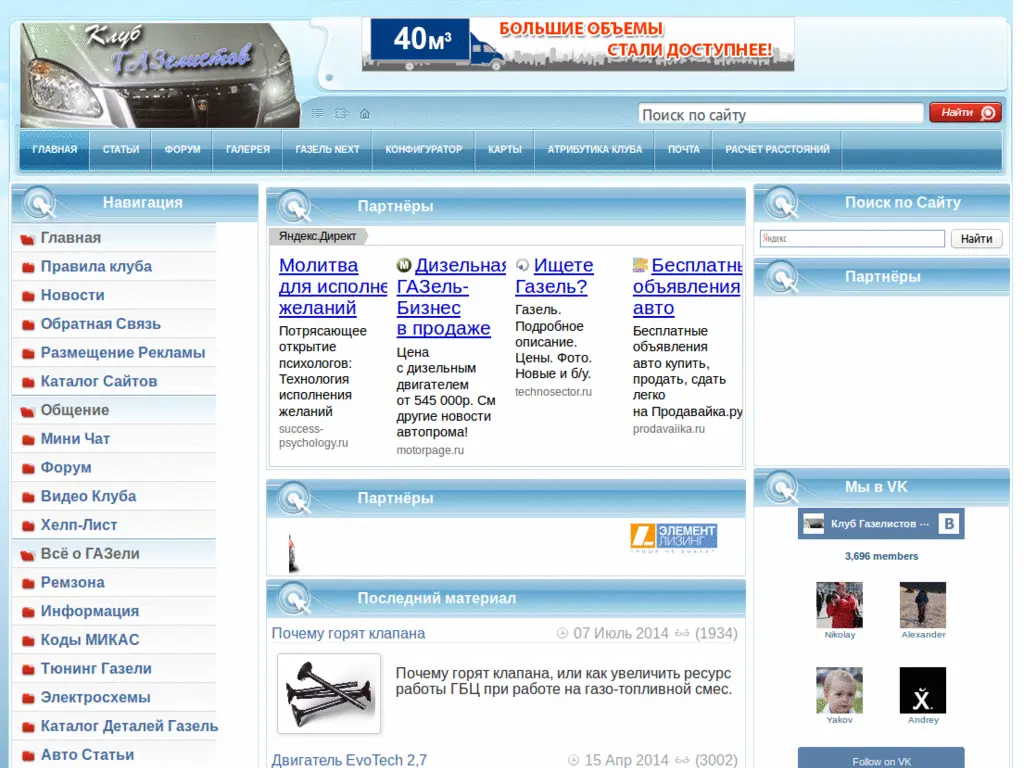 Клуб
ГАЗелистов
40м³
БОЛЬШИЕ ОБЪЕМЫ
СТАЛИ ДОСТУПНЕЕ!
Поиск по сайту
Найти
ГЛАВНАЯ СТАТЬИ ФОРУМ ГАЛЕРЕЯ ГАЗЕЛЬ NEXT КОНФИГУРАТОР КАРТЫ АТРИБУТИКА КЛУБА ПОЧТА РАСЧЕТ РАССТОЯНИЙ
Навигация
Главная
Правила клуба
Новости
Обратная Связь
Размещение Рекламы
Каталог Сайтов
Общение
Мини Чат
Форум
Видео Клуба
Хелп-Лист
Всё о ГАЗели
Ремзона
Информация
Коды МИКАС
Тюнинг Газели
Электросхемы
Каталог Деталей Газель
Авто Статьи
Партнёры
Яндекс.Директ
Молитва
для исполне
желаний
Потрясающее
открытие
психологов:
Технология
исполнения
желаний
success-
psychology.ru
Дизельная
ГАЗель-
Бизнес
в продаже
Цена
с дизельным
двигателем
от 545 000р. См
другие новости
автопрома!
motorpage.ru
Ищете
Газель?
Газель.
Подробное
описание.
Цены. Фото.
Новые и б/у.
technosector.ru
Бесплатнь
объявления
авто
Бесплатные
объявления
авто купить,
продать, сдать
легко
на Продавайка.ру
prodavaiika.ru
Партнёры
ЭЛЕМЕНТ
ЛИЗИНГ
Последний материал
Почему горят клапана
07 Июль 2014 (1934)
Почему горят клапана, или как увеличить ресурс
работы ГБЦ при работе на газо-топливной смес.
Двигатель EvoTech 2,7
15 Апр 2014 (3002)
Поиск по Сайту
Яндекс
Найти
Партнёры
Мы в VK
Клуб Газелистов ···
B
3,696 members
Nikolay
Alexander
Yakov
Andrey
Follow on VK